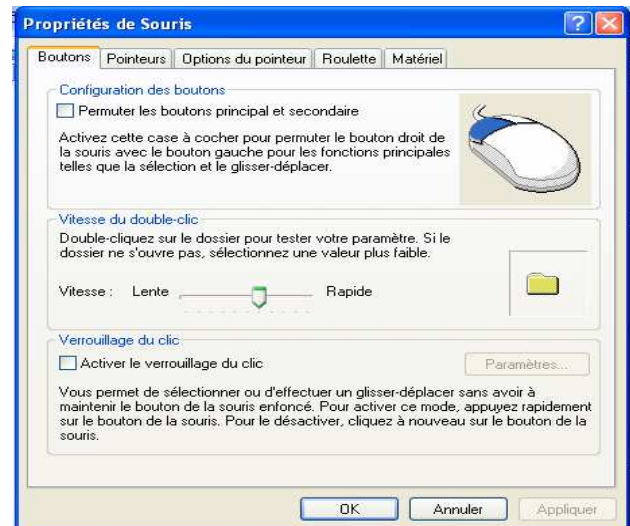 Propriétés de Souris
Boutons Pointeurs Options du pointeur Roulette Matériel
Configuration des boutons
Permuter les boutons principal et secondaire
Activez cette case à cocher pour permuter le bouton droit de
la souris avec le bouton gauche pour les fonctions principales
telles que la sélection et le glisser-déplacer.
Vitesse du double-clic
Double-cliquez sur le dossier pour tester votre paramètre. Si le
dossier ne s'ouvre pas, sélectionnez une valeur plus faible.
Vitesse : Lente Rapide
Verrouillage du clic
Activer le verrouillage du clic Paramètres...
Vous permet de sélectionner ou d'effectuer un glisser-déplacer sans avoir à
maintenir le bouton de la souris enfoncé. Pour activer ce mode, appuyez rapidement
sur le bouton de la souris. Pour le désactiver, cliquez à nouveau sur le bouton de la
souris.
OK Annuler Appliquer